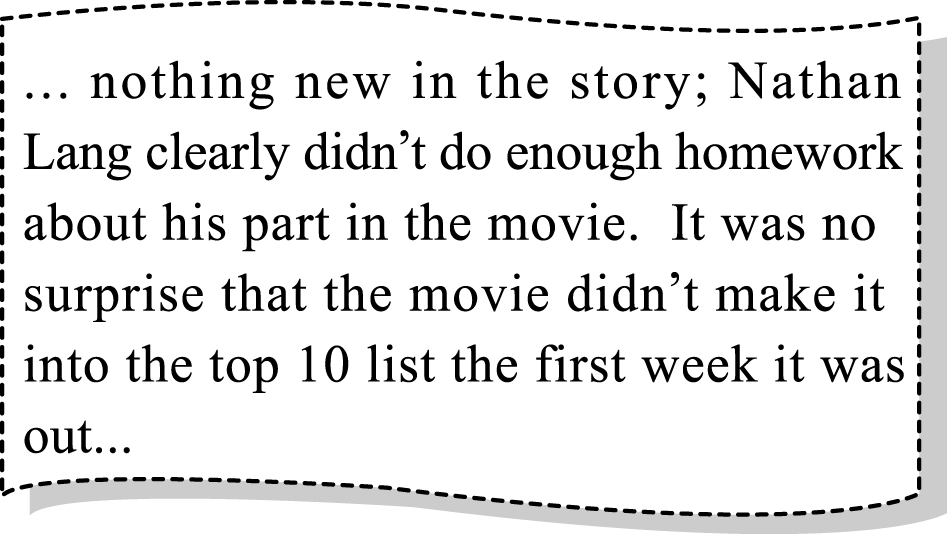 ... nothing new in the story; Nathan
Lang clearly didn’t do enough homework
about his part in the movie.  It was no
surprise that the movie didn’t make it
into the top 10 list the first week it was
out...